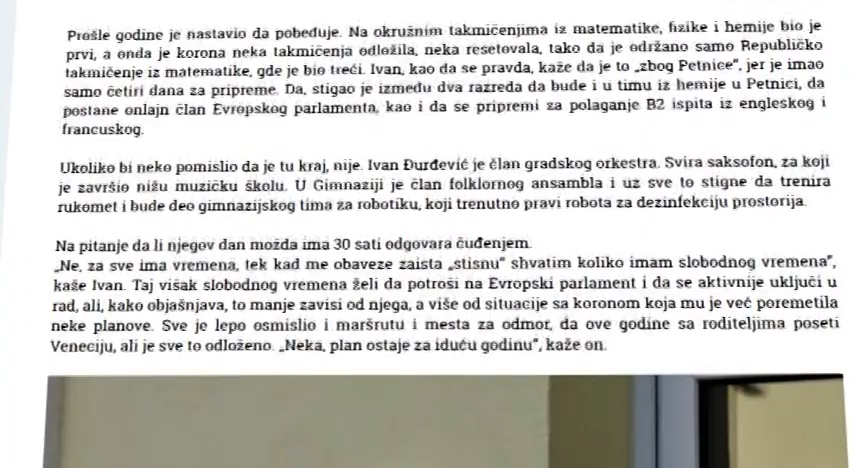 Prošle godine je nastavio da pobeđuje. Na okružnim takmičenjima iz matematike, fizike i hemije bio je
prvi, a onda je korona neka takmičenja odložila, neka resetovala, tako da je održano samo Republičko
takmičenje iz matematike, gde je bio treći. Ivan, kao da se pravda, kaže da je to „zbog Petnice", jer je imao
samo četiri dana za pripreme. Da, stigao je između dva razreda da bude i u timu iz hemije u Petnici, da
postane onlajn član Evropskog parlamenta, kao i da se pripremi za polaganje B2 ispita iz engleskog i
francuskog.
Ukoliko bi neko pomislio da je tu kraj, nije. Ivan Đurđević je član gradskog orkestra. Svira saksofon, za koji
je završio nižu muzičku školu. U Gimnaziji je član folklornog ansambla i uz sve to stigne da trenira
rukomet i bude deo gimnazijskog tima za robotiku, koji trenutno pravi robota za dezinfekciju prostorija.
Na pitanje da li njegov dan možda ima 30 sati odgovara čuđenjem.
„Ne, za sve ima vremena, tek kad me obaveze zaista „stisnu" shvatim koliko imam slobodnog vremena",
kaže Ivan. Taj višak slobodnog vremena želi da potroši na Evropski parlament i da se aktivnije uključi u
rad, ali, kako objašnjava, to manje zavisi od njega, a više od situacije sa koronom koja mu je već poremetila
neke planove. Sve je lepo osmislio i maršrutu i mesta za odmor, da ove godine sa roditeljima poseti
Veneciju, ali je sve to odloženo. „Neka, plan ostaje za iduću godinu", kaže on.